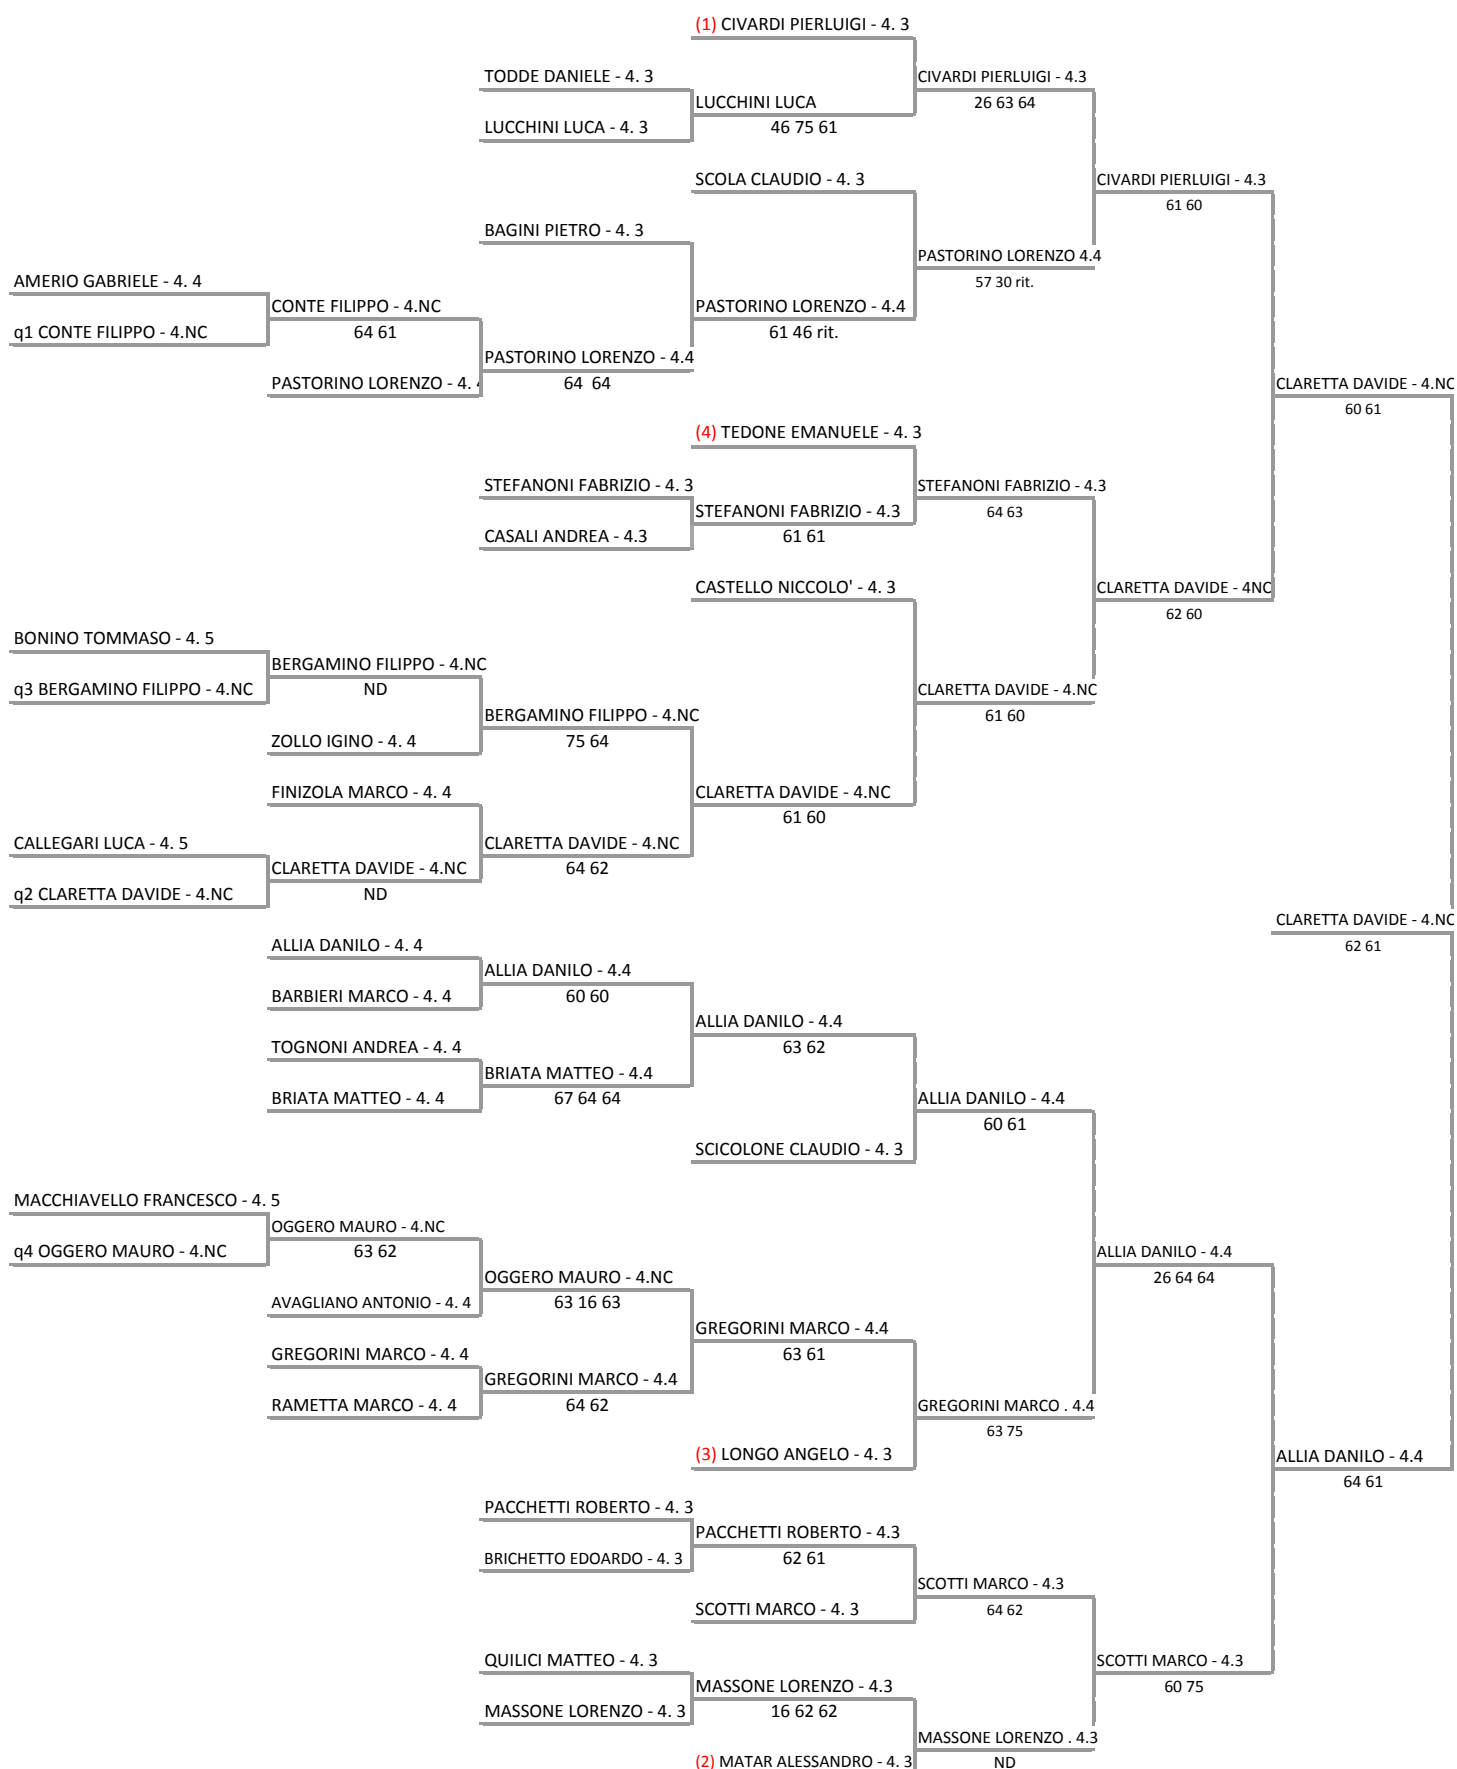 (1) CIVARDI PIERLUIGI - 4. 3
TODDE DANIELE - 4. 3
CIVARDI PIERLUIGI - 4.3
LUCCHINI LUCA
26 63 64
LUCCHINI LUCA - 4. 3
46 75 61
SCOLA CLAUDIO - 4. 3
CIVARDI PIERLUIGI - 4.3
61 60
BAGINI PIETRO - 4. 3
PASTORINO LORENZO 4.4
57 30 rit.
AMERIO GABRIELE - 4. 4
CONTE FILIPPO - 4.NC
PASTORINO LORENZO - 4.4
q1 CONTE FILIPPO - 4.NC
64 61
61 46 rit.
PASTORINO LORENZO - 4.4
64 64
PASTORINO LORENZO - 4.
CLARETTA DAVIDE - 4.NC
60 61
(4) TEDONE EMANUELE - 4. 3
STEFANONI FABRIZIO - 4. 3
STEFANONI FABRIZIO - 4.3
STEFANONI FABRIZIO - 4.3
64 63
CASALI ANDREA - 4.3
61 61
CASTELLO NICCOLO' - 4. 3
CLARETTA DAVIDE - 4NC
62 60
BONINO TOMMASO - 4. 5
BERGAMINO FILIPPO - 4.NC
q3 BERGAMINO FILIPPO - 4.NC
ND
CLARETTA DAVIDE - 4.NC
61 60
BERGAMINO FILIPPO - 4.NC
ZOLLO IGINO - 4. 4
75 64
FINIZOLA MARCO - 4. 4
CLARETTA DAVIDE - 4.NC
61 60
CALLEGARI LUCA - 4. 5
CLARETTA DAVIDE - 4.NC
CLARETTA DAVIDE - 4.NC
64 62
q2 CLARETTA DAVIDE - 4.NC
ND
CLARETTA DAVIDE - 4.NC
62 61
ALLIA DANILO - 4. 4
ALLIA DANILO - 4.4
BARBIERI MARCO - 4. 4
60 60
ALLIA DANILO - 4.4
63 62
TOGNONI ANDREA - 4. 4
BRIATA MATTEO - 4.4
BRIATA MATTEO - 4. 4
67 64 64
ALLIA DANILO - 4.4
60 61
SCICOLONE CLAUDIO - 4. 3
MACCHIAVELLO FRANCESCO - 4. 5
OGGERO MAURO - 4.NC
q4 OGGERO MAURO - 4.NC
63 62
ALLIA DANILO - 4.4
26 64 64
OGGERO MAURO - 4.NC
AVAGLIANO ANTONIO - 4. 4
63 16 63
GREGORINI MARCO - 4.4
63 61
GREGORINI MARCO - 4. 4
GREGORINI MARCO - 4.4
RAMETTA MARCO - 4. 4
64 62
GREGORINI MARCO . 4.4
63 75
(3) LONGO ANGELO - 4. 3
ALLIA DANILO - 4.4
64 61
PACCHETTI ROBERTO - 4. 3
PACCHETTI ROBERTO - 4.3
BRICHETTO EDOARDO - 4. 3
62 61
SCOTTI MARCO - 4.3
SCOTTI MARCO - 4. 3
64 62
QUILICI MATTEO - 4. 3
SCOTTI MARCO - 4.3
60 75
MASSONE LORENZO - 4.3
MASSONE LORENZO - 4. 3
16 62 62
MASSONE LORENZO . 4.3
(2) MATAR ALESSANDRO - 4. 3
ND